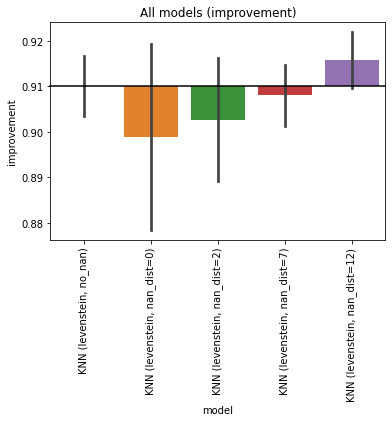 All models (improvement)
improvement
0.92
0.91
0.90
0.89
0.88
KNN (levenstein, no_nan)
KNN (levenstein, nan_dist=0)
KNN (levenstein, nan_dist=2)
KNN (levenstein, nan_dist=7)
KNN (levenstein, nan_dist=12)
model